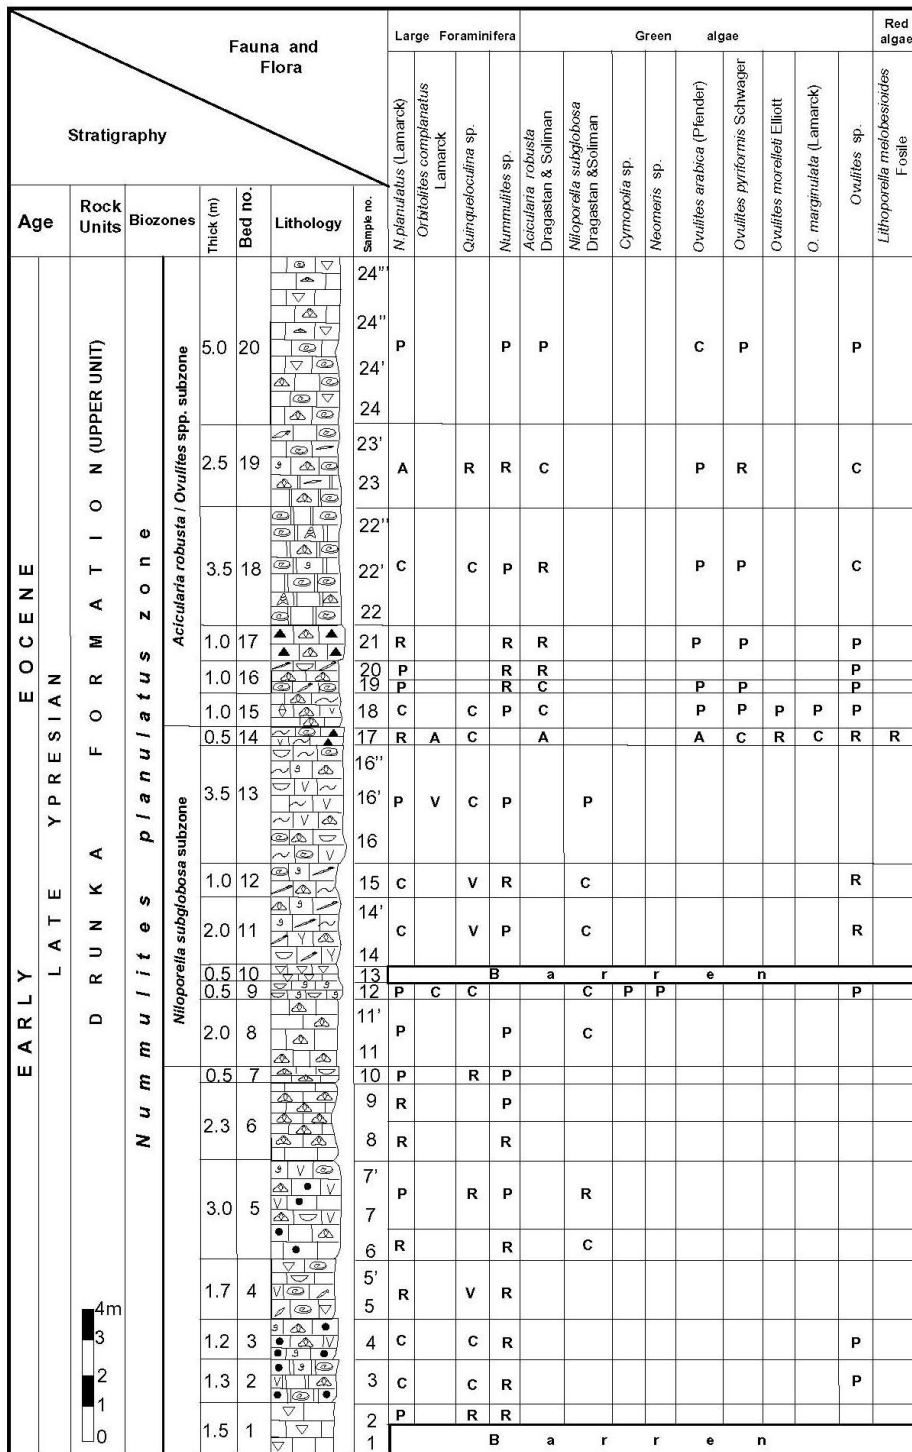 Fauna and
Flora
Stratigraphy
Large Foraminifera
Green algae
Red
algae
Age
Rock
Units
Biozones
Thick (m)
Bed no.
Lithology
Sample no.
N.planulatus (Lamarck)
Orbitolites complanatus
Lamarck
Quinqueloculina sp.
Nummulites sp.
Acicularia robusta
Dragastan & Soliman
Niloporella subglobosa
Dragastan &Soliman
Cymopolia sp.
Neomeris sp.
Ovulites arabica (Pfender)
Ovulites pyriformis Schwager
Ovulites morelleti Elliott
O. marginulata (Lamarck)
Ovulites sp.
Lithoporella melobesioides
Foslie
EARLY EOCENE
LATE YPRESIAN
DRUNKA FORMATION (UPPER UNIT)
Nummulites planulatus zone
Acicularia robusta / Ovulites spp. subzone
Niloporella subglobosa subzone
24'''
24''
5.0 20 P P P C P P
24'
24
23'
2.5 19 A R R C P R C
23
22''
3.5 18 22' C C P R P P C
22
1.0 17 21 R R R P P P
20 P R R P
1.0 16
19 P R C P P P
1.0 15 18 C C P C P P P P P
0.5 14 17 R A C A A C R C R R
16''
3.5 13 16' P V C P P
16
1.0 12 15 C V R C R
14'
2.0 11 C V P C R
14
0.5 10 13 B a r r e n
0.5 9 12 P C C C P P P
11'
2.0 8 P P C
11
0.5 7 10 P R P
9 R P
2.3 6
8 R R
7'
P R P R
3.0 5 7
6 R R C
5'
1.7 4 R V R
5
4m
3
2
1
0
1.2 3 4 C C R P
1.3 2 3 C C R P
2 P R R
1.5 1
1 B a r r e n